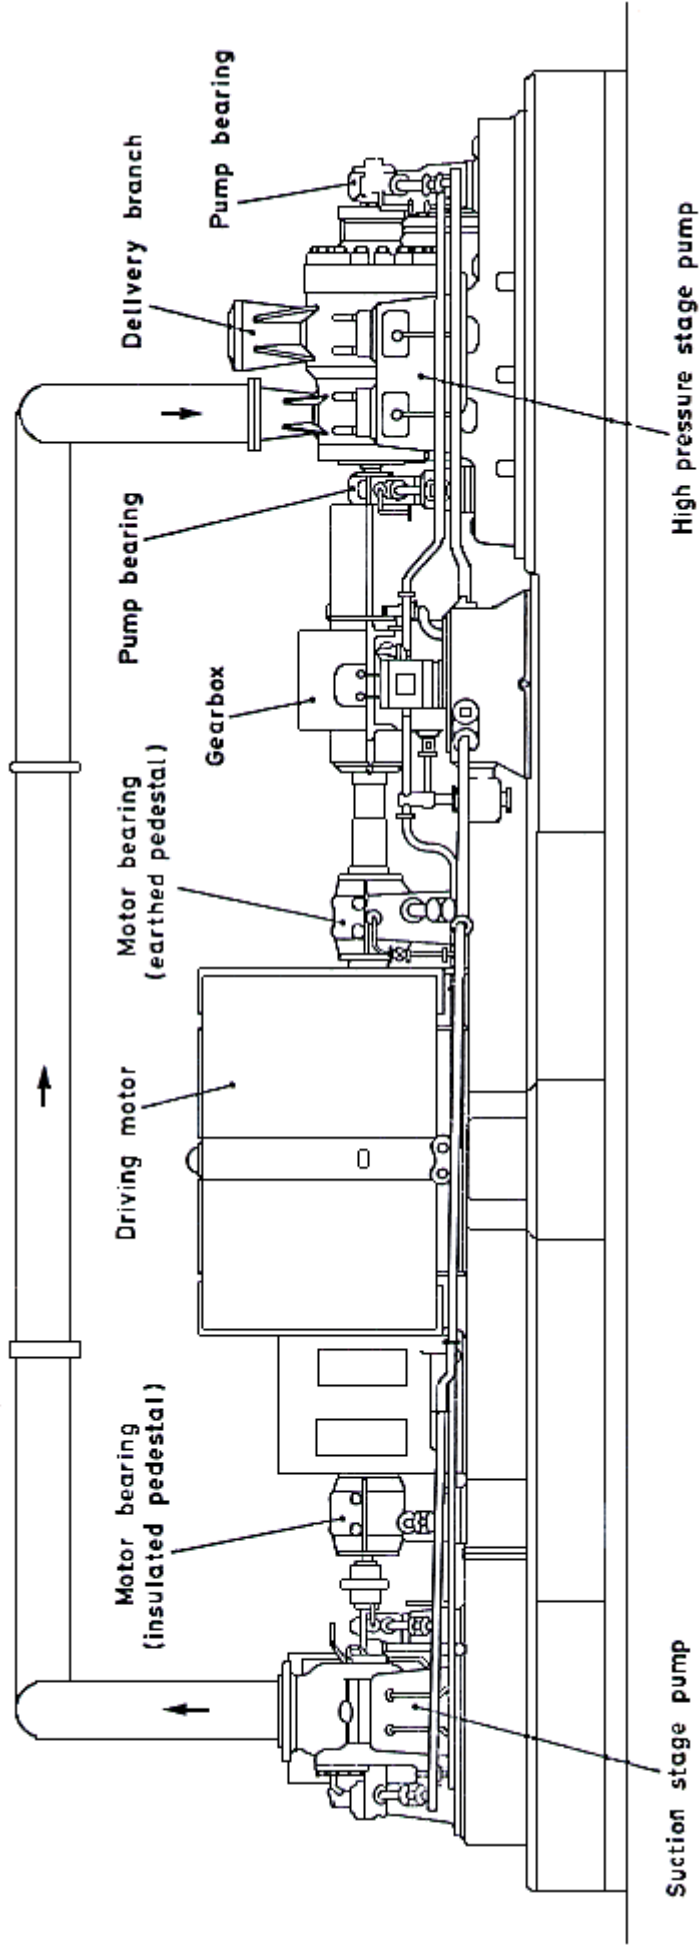 Motor bearing
(insulated pedestal)
Driving motor
Motor bearing
(earthed pedestal)
Gearbox
Pump bearing
Delivery branch
Pump bearing
Suction stage pump
High pressure stage pump